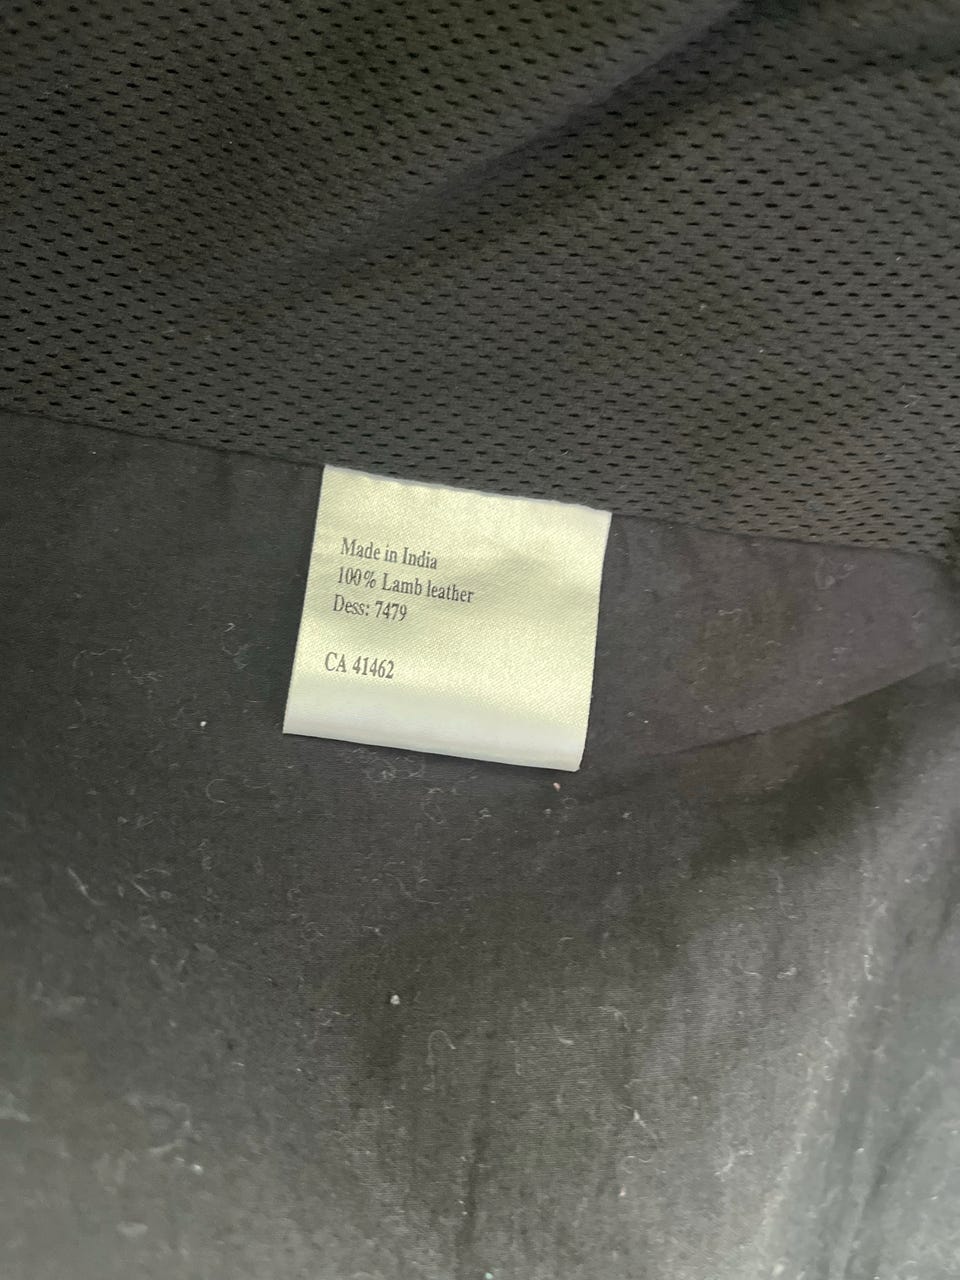 Made in India
100% Lamb leather
Dess: 7479
CA 41462